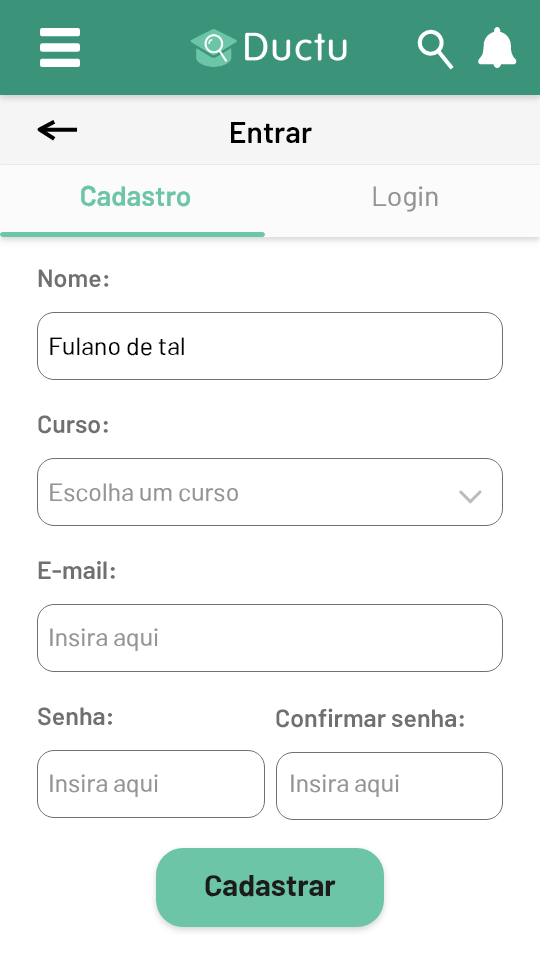 Ductu
Entrar
Cadastro
Login
Nome:
Fulano de tal
Curso:
Escolha um curso
E-mail:
Insira aqui
Senha:
Confirmar senha:
Insira aqui
Insira aqui
Cadastrar